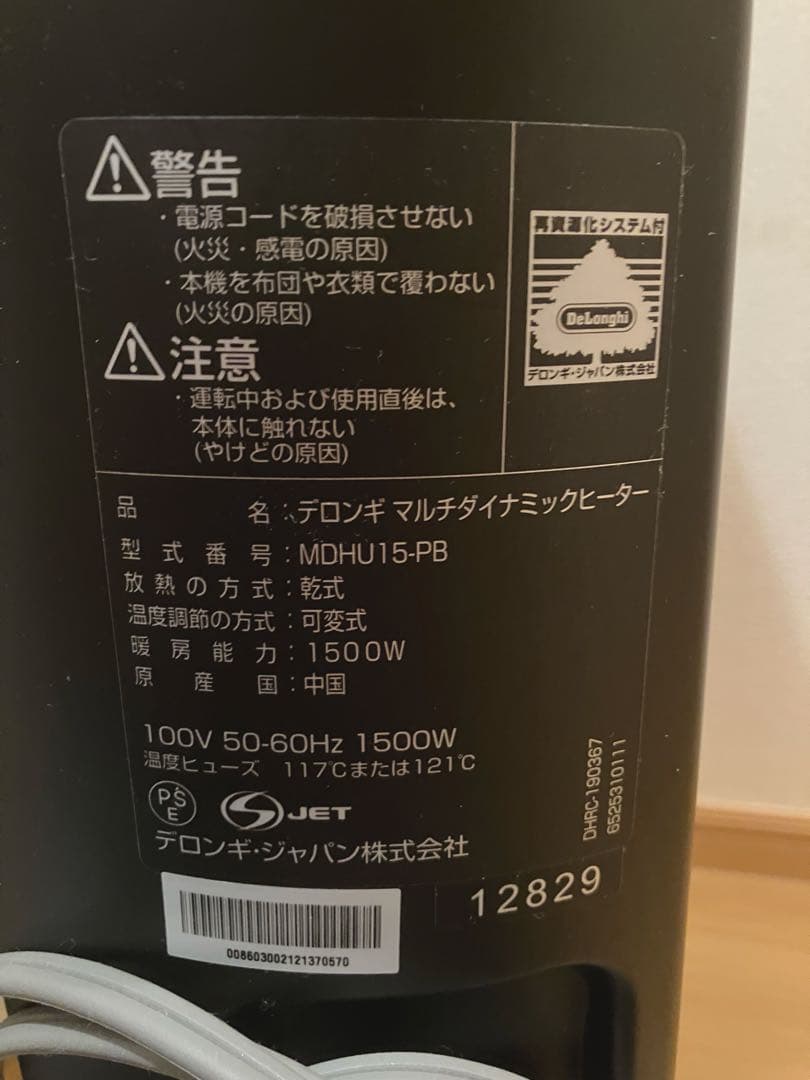 警告
・電源コードを破損させない
(火災・感電の原因)
・本機を布団や衣類で覆わない
(火災の原因)
注意
・運転中および使用直後は、
本体に触れない
(やけどの原因)
再資源化システム付
DeLonghi
デロンギ・ジャパン株式会社
品名：デロンギ マルチダイナミックヒーター
型式番号：MDHU15-PB
放熱の方式：乾式
温度調節の方式：可変式
暖房能力：1500W
原産国：中国
100V 50-60Hz 1500W
温度ヒューズ 117℃または121℃
PSE
JET
デロンギ・ジャパン株式会社
DHRC-190367
6525310111
12829
008603002121370570